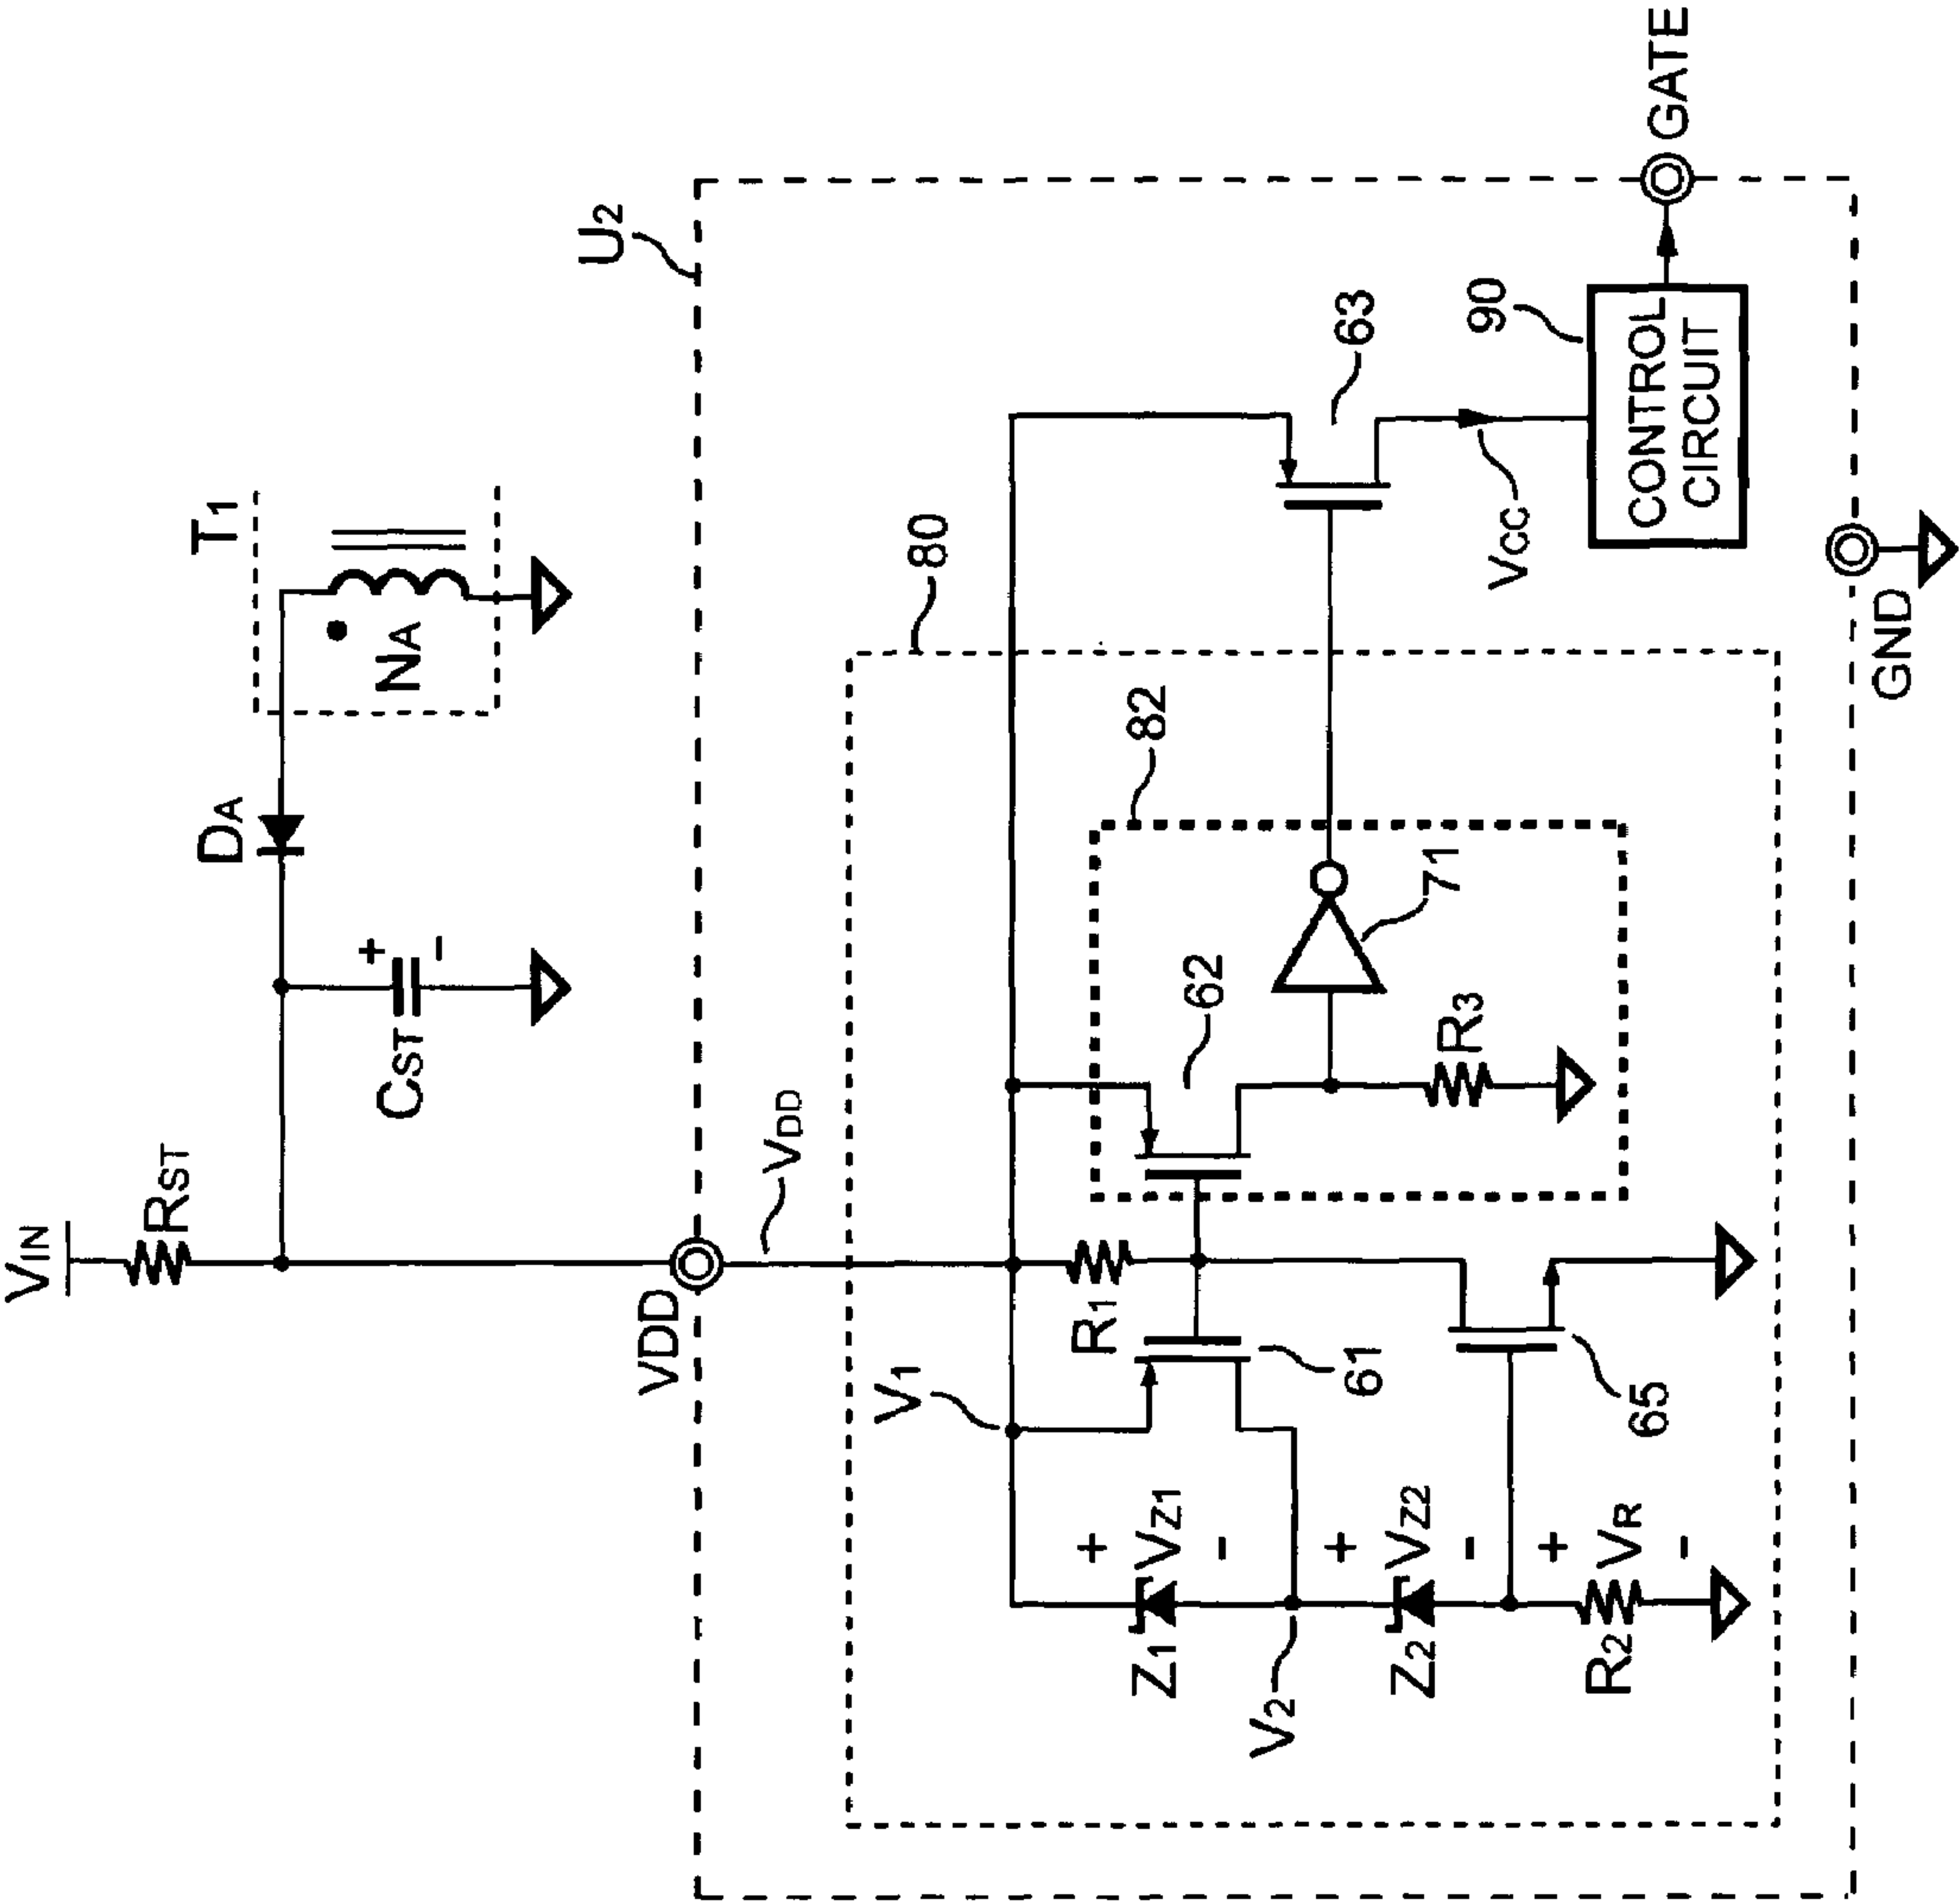 VIN
RST
T1
DA
NA
CST
U2
VDD
VDD
80
V1
R1
82
62
61
71
63
Z1
+
VZ1
-
V2
R3
VCC
90
Z2
+
VZ2
-
65
R2
+
VR
-
CONTROL
CIRCUIT
GATE
GND
+
-